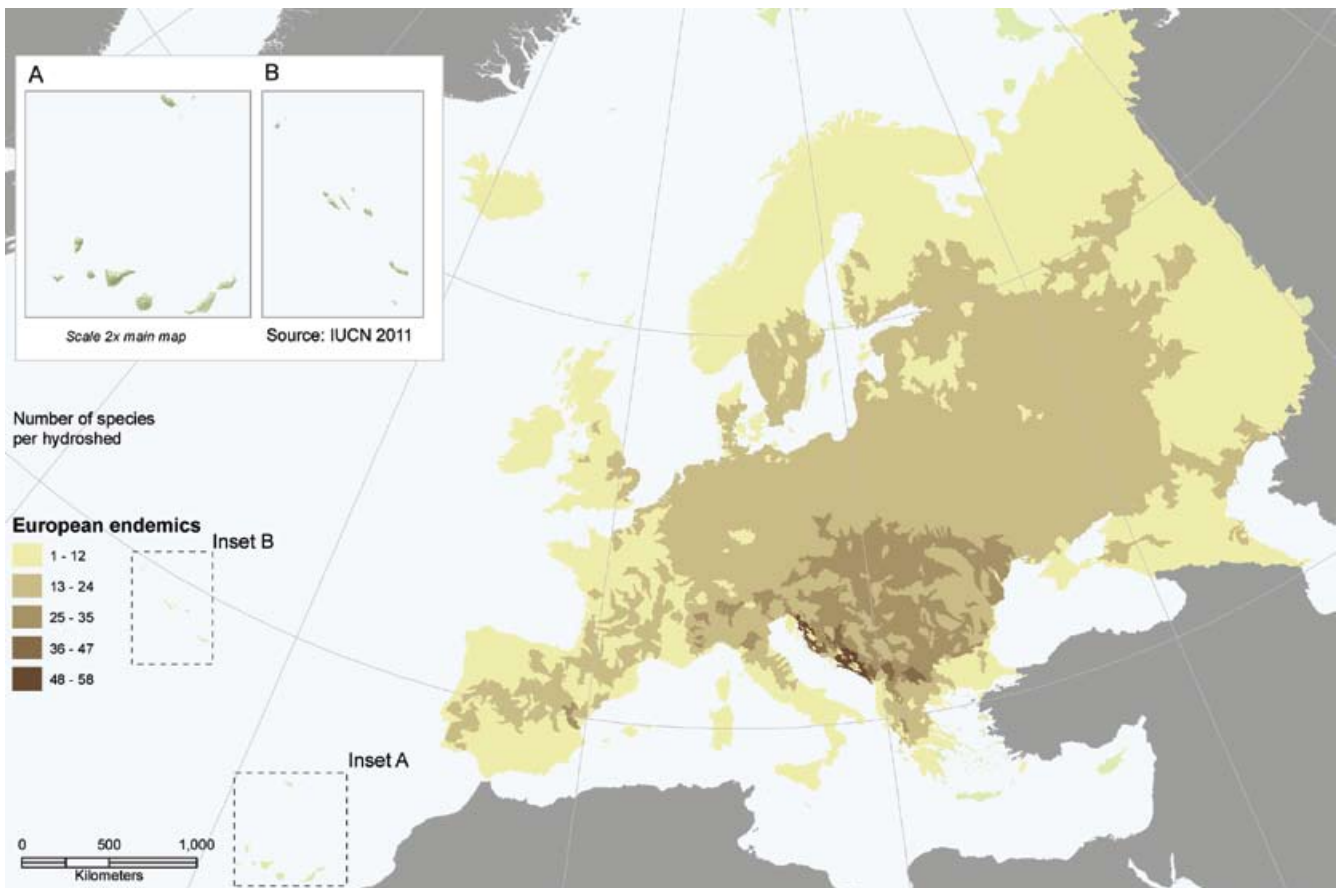 A
B
Scale 2x main map
Source: IUCN 2011
Number of species
per hydroshed
European endemics
1 - 12
13 - 24
25 - 35
36 - 47
48 - 58
Inset B
Inset A
0 500 1,000
Kilometers